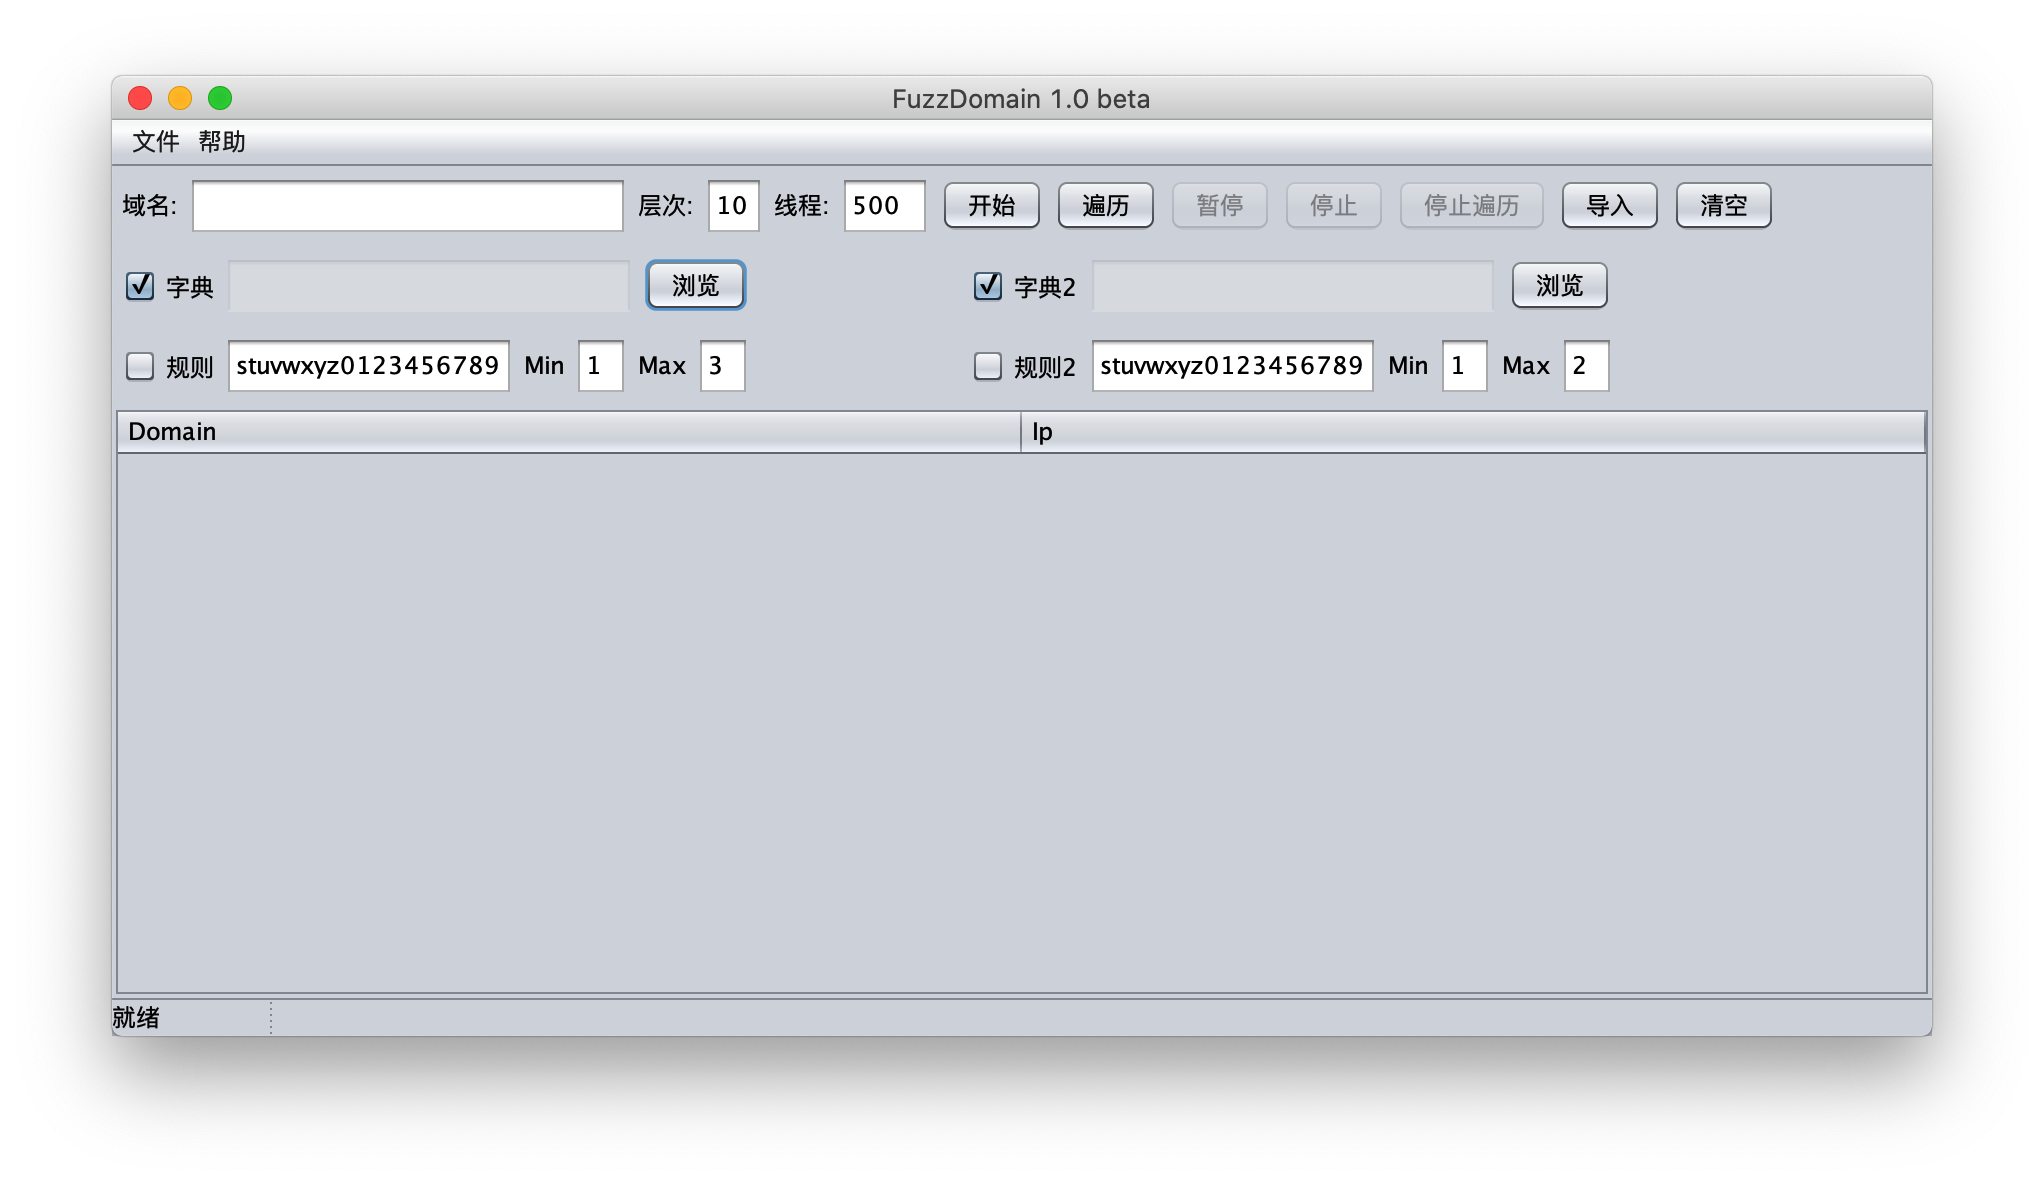 FuzzDomain 1.0 beta
文件 帮助
域名: 层次: 10 线程: 500 开始 遍历 暂停 停止 停止遍历 导入 清空
字典 浏览 字典2 浏览
规则 stuvwxyz0123456789 Min 1 Max 3 规则2 stuvwxyz0123456789 Min 1 Max 2
Domain Ip
就绪